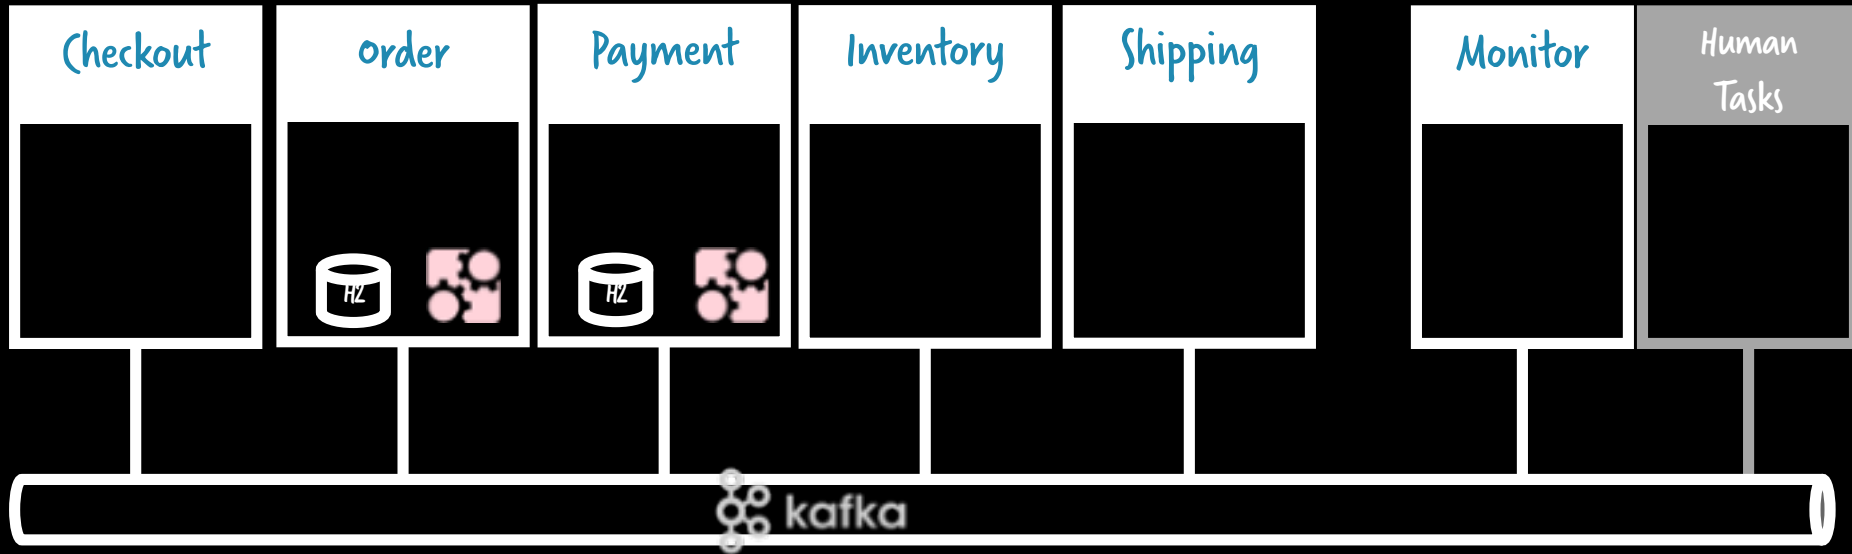 Checkout
Order
Payment
Inventory
Shipping
Monitor
Human
Tasks
H2
H2
kafka